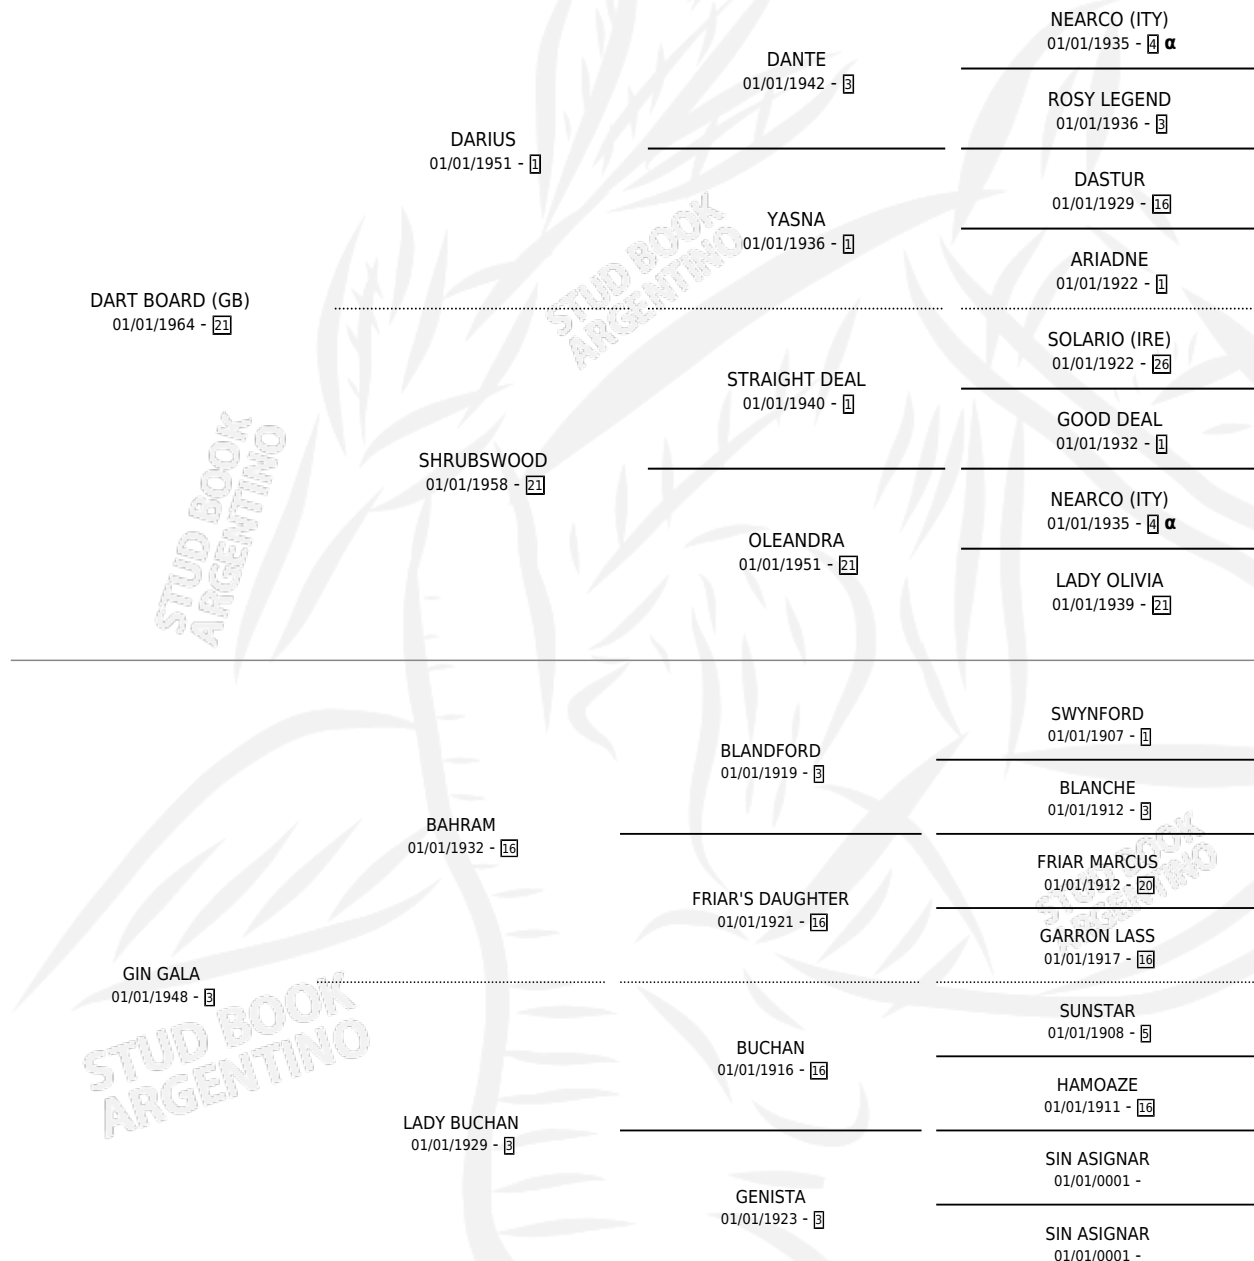 NEARCO (ITY)
01/01/1935 - 4 α
DANTE
01/01/1942 - 3
ROSY LEGEND
01/01/1936 - 3
DARIUS
01/01/1951 - 1
DASTUR
01/01/1929 - 16
YASNA
01/01/1936 - 1
ARIADNE
01/01/1922 - 1
DART BOARD (GB)
01/01/1964 - 21
SOLARIO (IRE)
01/01/1922 - 26
STRAIGHT DEAL
01/01/1940 - 1
GOOD DEAL
01/01/1932 - 1
SHRUBSWOOD
01/01/1958 - 21
NEARCO (ITY)
01/01/1935 - 4 α
OLEANDRA
01/01/1951 - 21
LADY OLIVIA
01/01/1939 - 21
SWYNFORD
01/01/1907 - 1
BLANDFORD
01/01/1919 - 3
BLANCHE
01/01/1912 - 3
BAHRAM
01/01/1932 - 16
FRIAR MARCUS
01/01/1912 - 20
FRIAR'S DAUGHTER
01/01/1921 - 16
GARRON LASS
01/01/1917 - 16
GIN GALA
01/01/1948 - 3
SUNSTAR
01/01/1908 - 5
BUCHAN
01/01/1916 - 16
HAMOAZE
01/01/1911 - 16
LADY BUCHAN
01/01/1929 - 3
SIN ASIGNAR
01/01/0001 -
GENISTA
01/01/1923 - 3
SIN ASIGNAR
01/01/0001 -
STUD BOOK
ARGENTINO
STUD BOOK
ARGENTINO
STUD BOOK
ARGENTINO
STUD BOOK
ARGENTINO